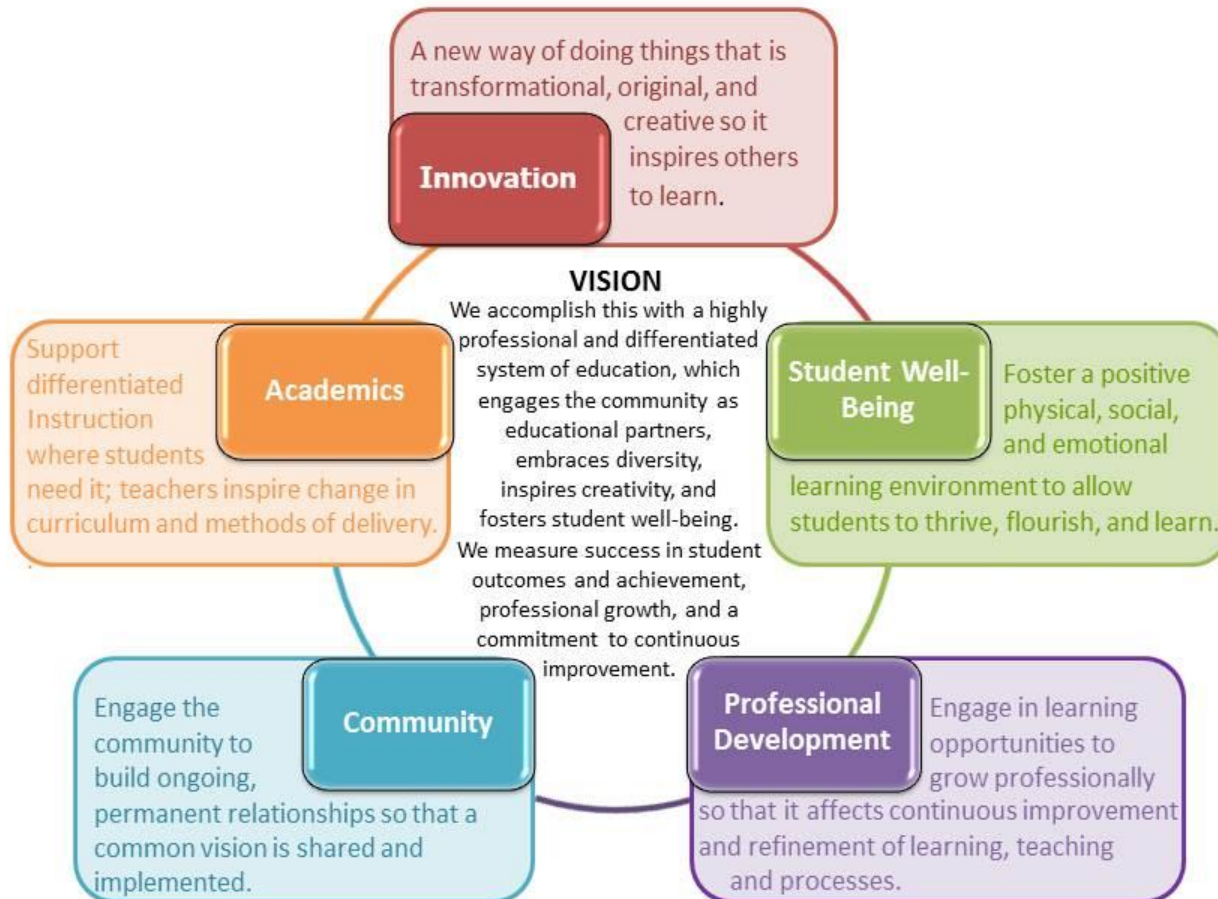 A new way of doing things that is
transformational, original, and
creative so it
inspires others
to learn.
Innovation
VISION
We accomplish this with a highly
professional and differentiated
system of education, which
engages the community as
educational partners,
embraces diversity,
inspires creativity, and
fosters student well-being.
We measure success in student
outcomes and achievement,
professional growth, and a
commitment to continuous
improvement.
Support
differentiated
Instruction
where students
need it; teachers inspire change in
curriculum and methods of delivery.
.
Academics
Student Well-
Being
Foster a positive
physical, social,
and emotional
learning environment to allow
students to thrive, flourish, and learn.
Engage the
community to
build ongoing,
permanent relationships so that a
common vision is shared and
implemented.
Community
Professional
Development
Engage in learning
opportunities to
grow professionally
so that it affects continuous improvement
and refinement of learning, teaching
and processes.